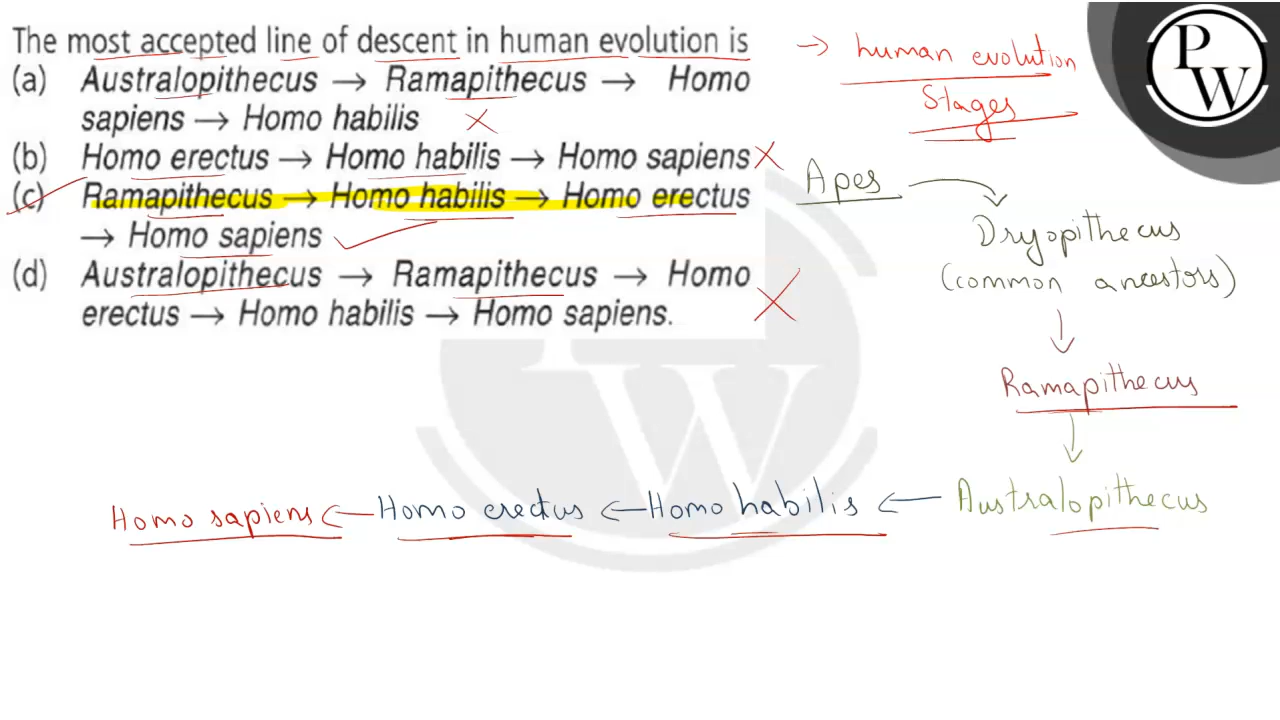 The most accepted line of descent in human evolution is
(a) Australopithecus → Ramapithecus → Homo
sapiens → Homo habilis
(b) Homo erectus → Homo habilis → Homo sapiens
(c) Ramapithecus → Homo habilis → Homo erectus
→ Homo sapiens
(d) Australopithecus → Ramapithecus → Homo
erectus → Homo habilis → Homo sapiens.
→ human evolution
Stages
P
W
Apes
Dryopithecus
(common ancestors)
Ramapithecus
Australopithecus
Homo sapiens ← Homo erectus ← Homo habilis ←
W